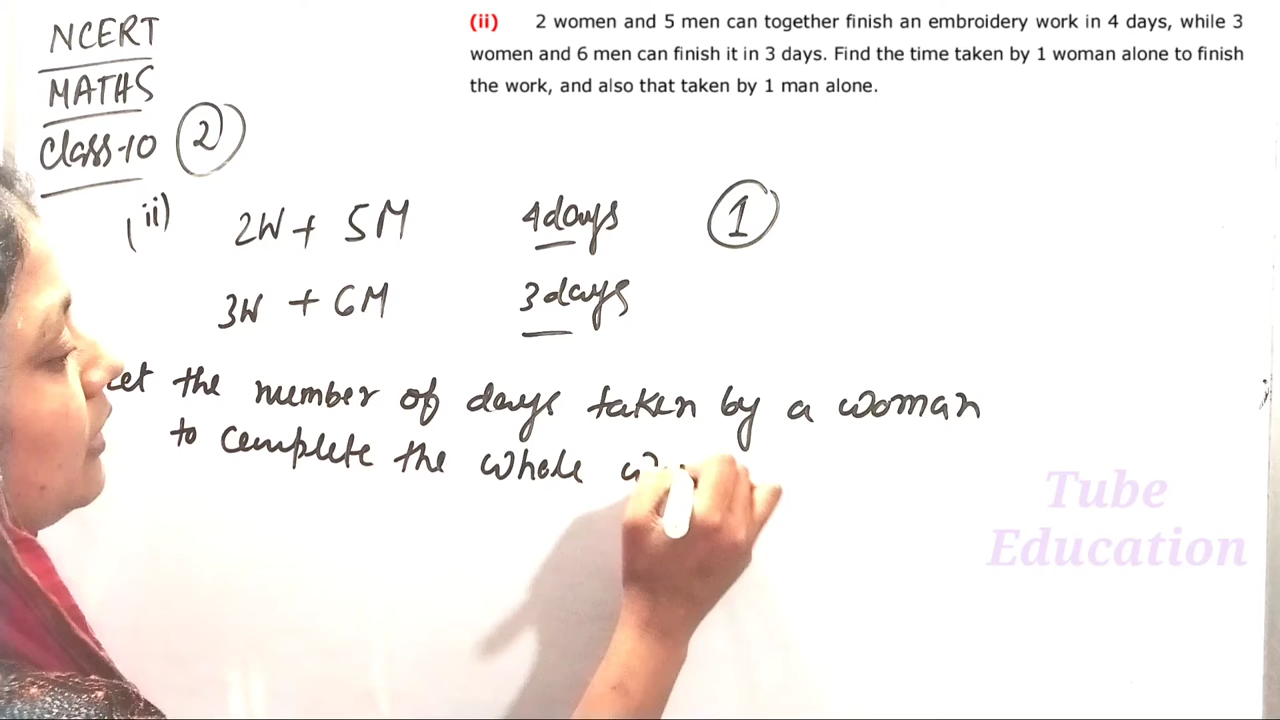 NCERT
MATHS
Class-10 2
(ii) 2 women and 5 men can together finish an embroidery work in 4 days, while 3
women and 6 men can finish it in 3 days. Find the time taken by 1 woman alone to finish
the work, and also that taken by 1 man alone.
(ii) 2W + 5M 4days 1
3W + 6M 3days
Let the number of days taken by a woman
to complete the whole
Tube
Education